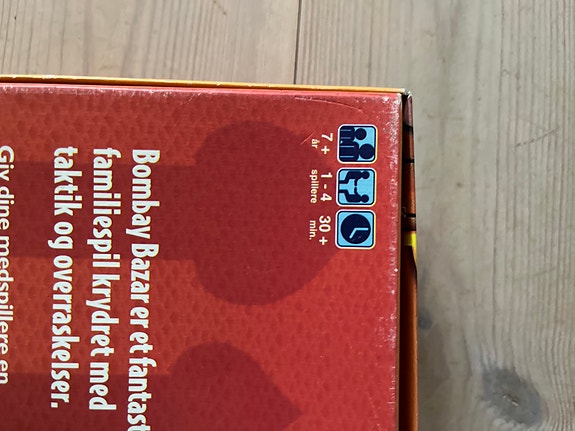 7+
år
1 - 4
spillere
30+
min.
Bombay Bazar er et fantast
familiespil krydret med
taktik og overraskelser.
Giv dine medspillere en